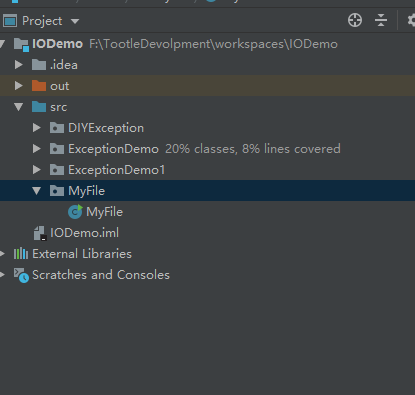 Project
IODemo F:\TootleDevolpment\workspaces\IODemo
.idea
out
src
DIYException
ExceptionDemo 20% classes, 8% lines covered
ExceptionDemo1
MyFile
MyFile
IODemo.iml
External Libraries
Scratches and Consoles